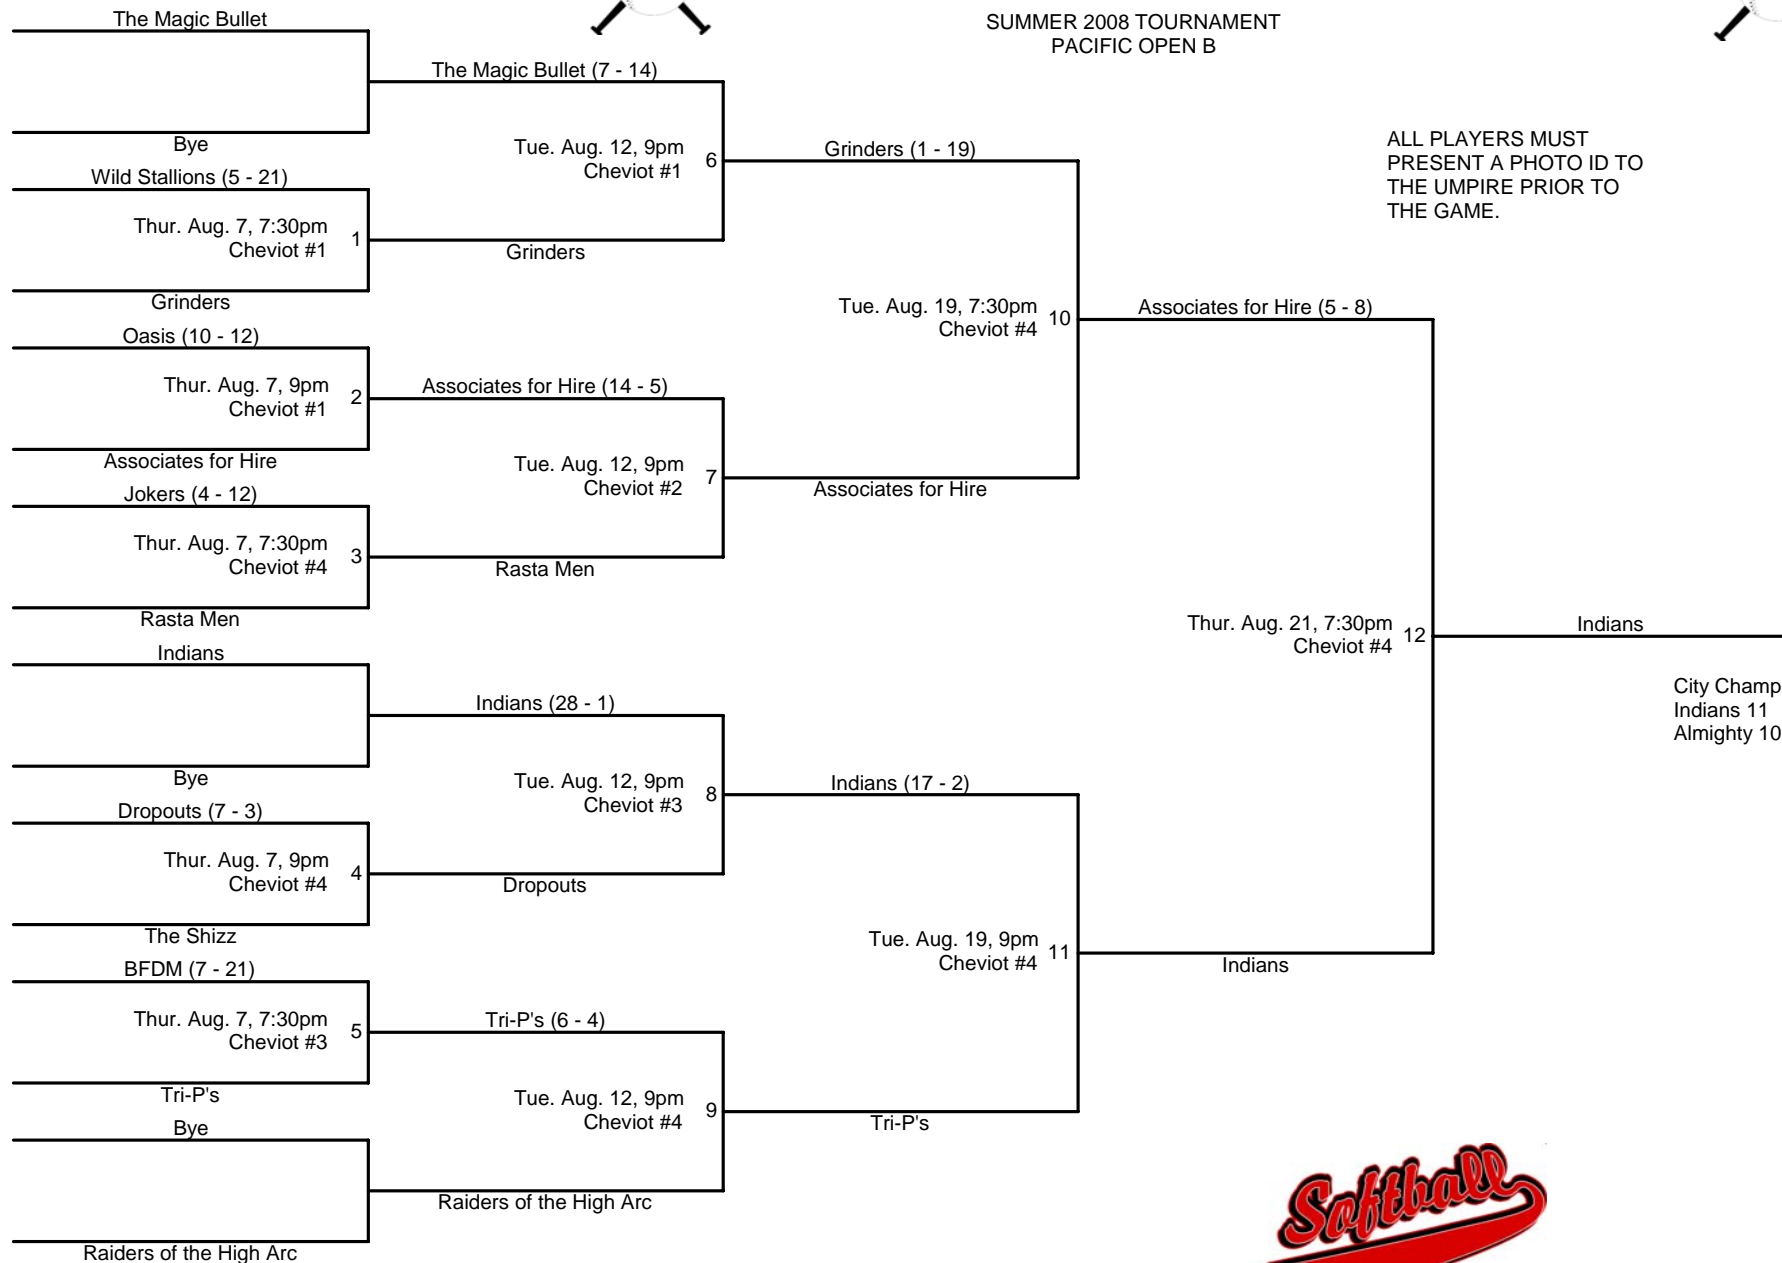 SUMMER 2008 TOURNAMENT
PACIFIC OPEN B
ALL PLAYERS MUST
PRESENT A PHOTO ID TO
THE UMPIRE PRIOR TO
THE GAME.
The Magic Bullet
Bye
Wild Stallions (5 - 21)
Thur. Aug. 7, 7:30pm
Cheviot #1
1
Grinders
Oasis (10 - 12)
Thur. Aug. 7, 9pm
Cheviot #1
2
Associates for Hire
Jokers (4 - 12)
Thur. Aug. 7, 7:30pm
Cheviot #4
3
Rasta Men
Indians
Bye
Dropouts (7 - 3)
Thur. Aug. 7, 9pm
Cheviot #4
4
The Shizz
BFDM (7 - 21)
Thur. Aug. 7, 7:30pm
Cheviot #3
5
Tri-P's
Bye
Raiders of the High Arc
The Magic Bullet (7 - 14)
Tue. Aug. 12, 9pm
Cheviot #1
6
Grinders
Associates for Hire (14 - 5)
Tue. Aug. 12, 9pm
Cheviot #2
7
Rasta Men
Indians (28 - 1)
Tue. Aug. 12, 9pm
Cheviot #3
8
Dropouts
Tri-P's (6 - 4)
Tue. Aug. 12, 9pm
Cheviot #4
9
Raiders of the High Arc
Grinders (1 - 19)
Tue. Aug. 19, 7:30pm
Cheviot #4
10
Associates for Hire
Indians (17 - 2)
Tue. Aug. 19, 9pm
Cheviot #4
11
Tri-P's
Associates for Hire (5 - 8)
Thur. Aug. 21, 7:30pm
Cheviot #4
12
Indians
Indians
City Champ
Indians 11
Almighty 10
Softball